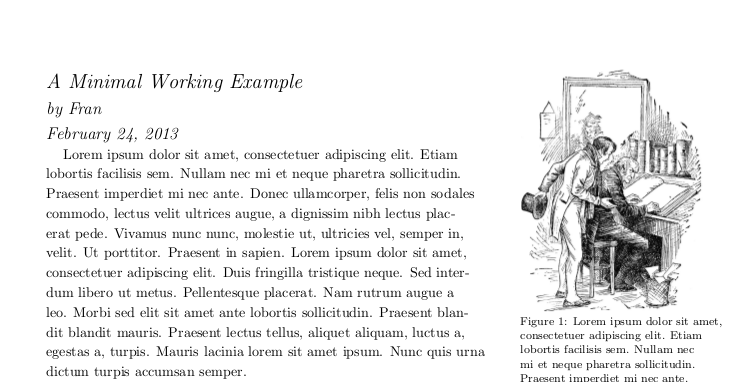 A Minimal Working Example
by Fran
February 24, 2013
Lorem ipsum dolor sit amet, consectetuer adipiscing elit. Etiam
lobortis facilisis sem. Nullam nec mi et neque pharetra sollicitudin.
Praesent imperdiet mi nec ante. Donec ullamcorper, felis non sodales
commodo, lectus velit ultrices augue, a dignissim nibh lectus plac-
erat pede. Vivamus nunc nunc, molestie ut, ultricies vel, semper in,
velit. Ut porttitor. Praesent in sapien. Lorem ipsum dolor sit amet,
consectetuer adipiscing elit. Duis fringilla tristique neque. Sed inter-
dum libero ut metus. Pellentesque placerat. Nam rutrum augue a
leo. Morbi sed elit sit amet ante lobortis sollicitudin. Praesent blan-
dit blandit mauris. Praesent lectus tellus, aliquet aliquam, luctus a,
egestas a, turpis. Mauris lacinia lorem sit amet ipsum. Nunc quis urna
dictum turpis accumsan semper.
Figure 1: Lorem ipsum dolor sit amet,
consectetuer adipiscing elit. Etiam
lobortis facilisis sem. Nullam nec
mi et neque pharetra sollicitudin.
Praesent imperdiet mi nec ante.